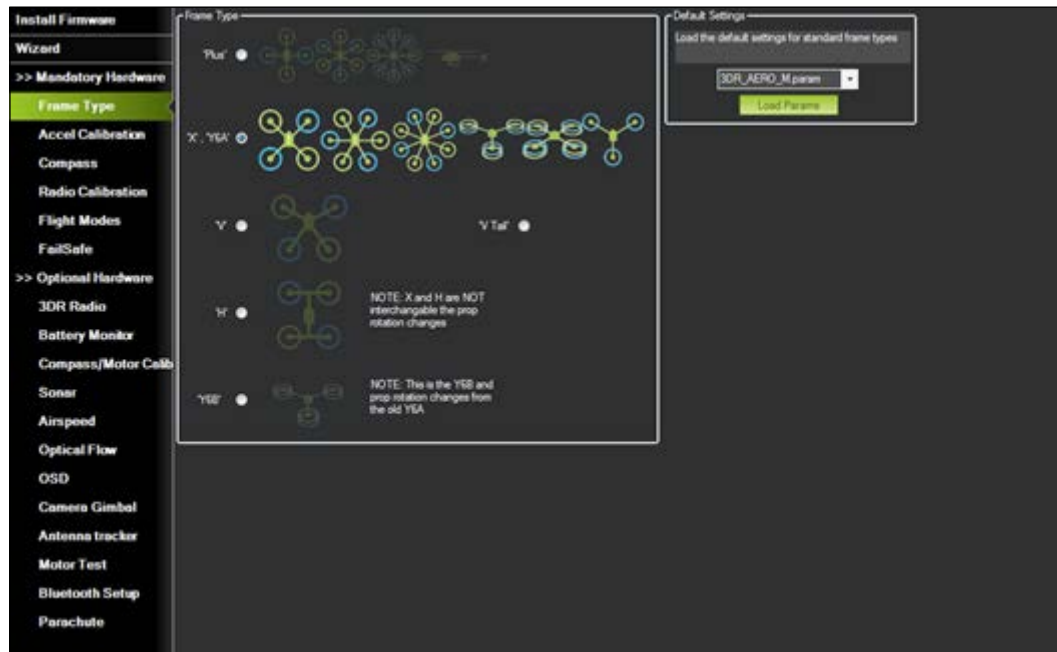 Install Firmware
Wizard
>> Mandatory Hardware
Frame Type
Accel Calibration
Compass
Radio Calibration
Flight Modes
FailSafe
>> Optional Hardware
3DR Radio
Battery Monitor
Compass/Motor Calib
Sonar
Airspeed
Optical Flow
OSD
Camera Gimbal
Antenna tracker
Motor Test
Bluetooth Setup
Parachute
Frame Type
'Plus'
'X', 'Y6A'
'V'
'V Tail'
'H'
NOTE: X and H are NOT
interchangable the prop
rotation changes
'Y6B'
NOTE: This is the Y6B and
prop rotation changes from
the old Y6A
Default Settings
Load the default settings for standard frame types
3DR_AERO_M.param
Load Params